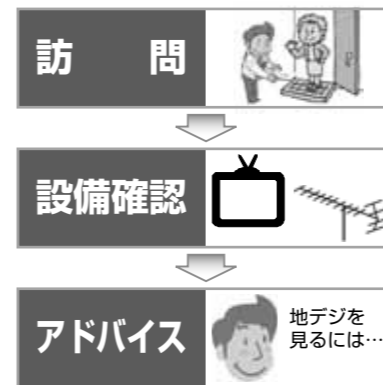 訪　問
設備確認
アドバイス
地デジを
見るには…